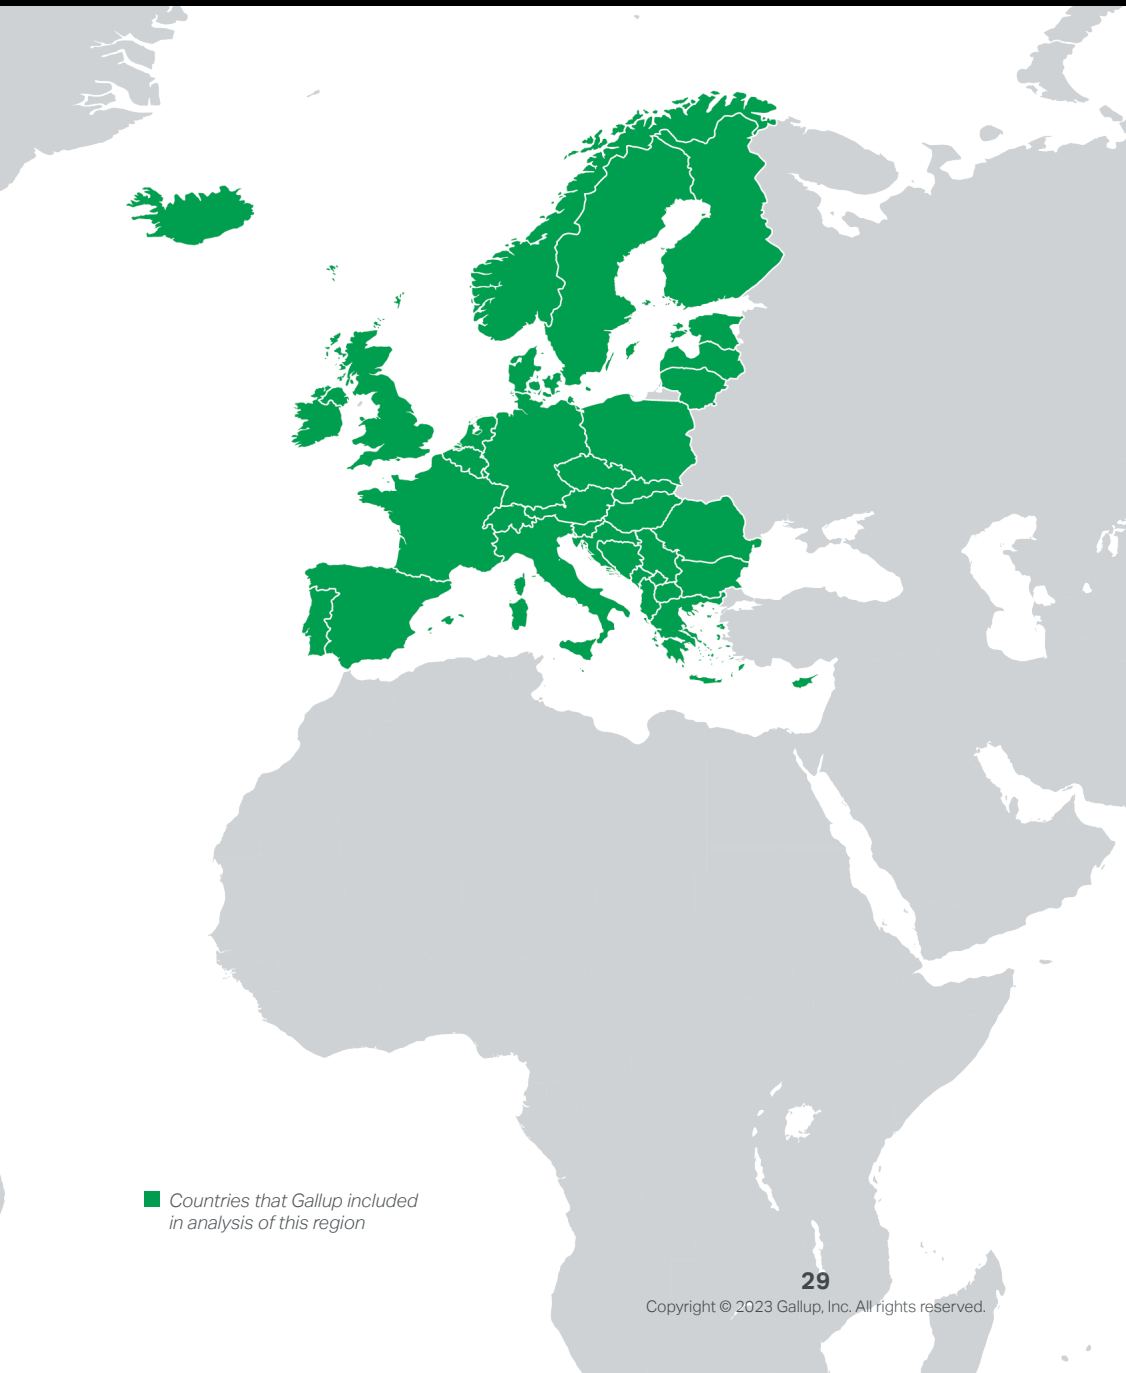 Countries that Gallup included
in analysis of this region
29
Copyright © 2023 Gallup, Inc. All rights reserved.